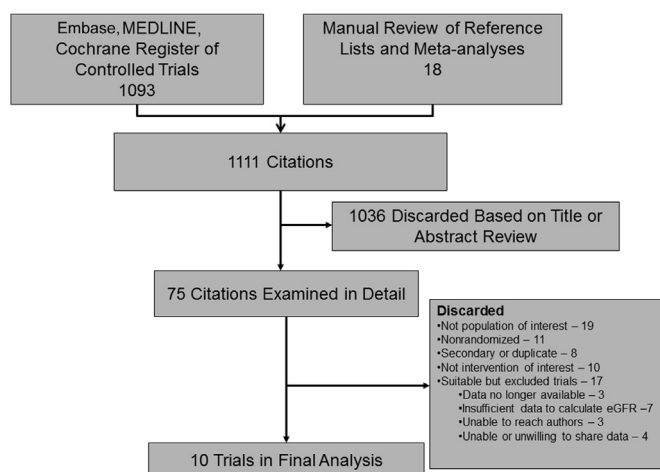 Embase, MEDLINE,
Cochrane Register of
Controlled Trials
1093
Manual Review of Reference
Lists and Meta-analyses
18
1111 Citations
1036 Discarded Based on Title or
Abstract Review
75 Citations Examined in Detail
Discarded
•Not population of interest – 19
•Nonrandomized – 11
•Secondary or duplicate – 8
•Not intervention of interest – 10
•Suitable but excluded trials – 17
•Data no longer available – 3
•Insufficient data to calculate eGFR –7
•Unable to reach authors – 3
•Unable or unwilling to share data – 4
10 Trials in Final Analysis